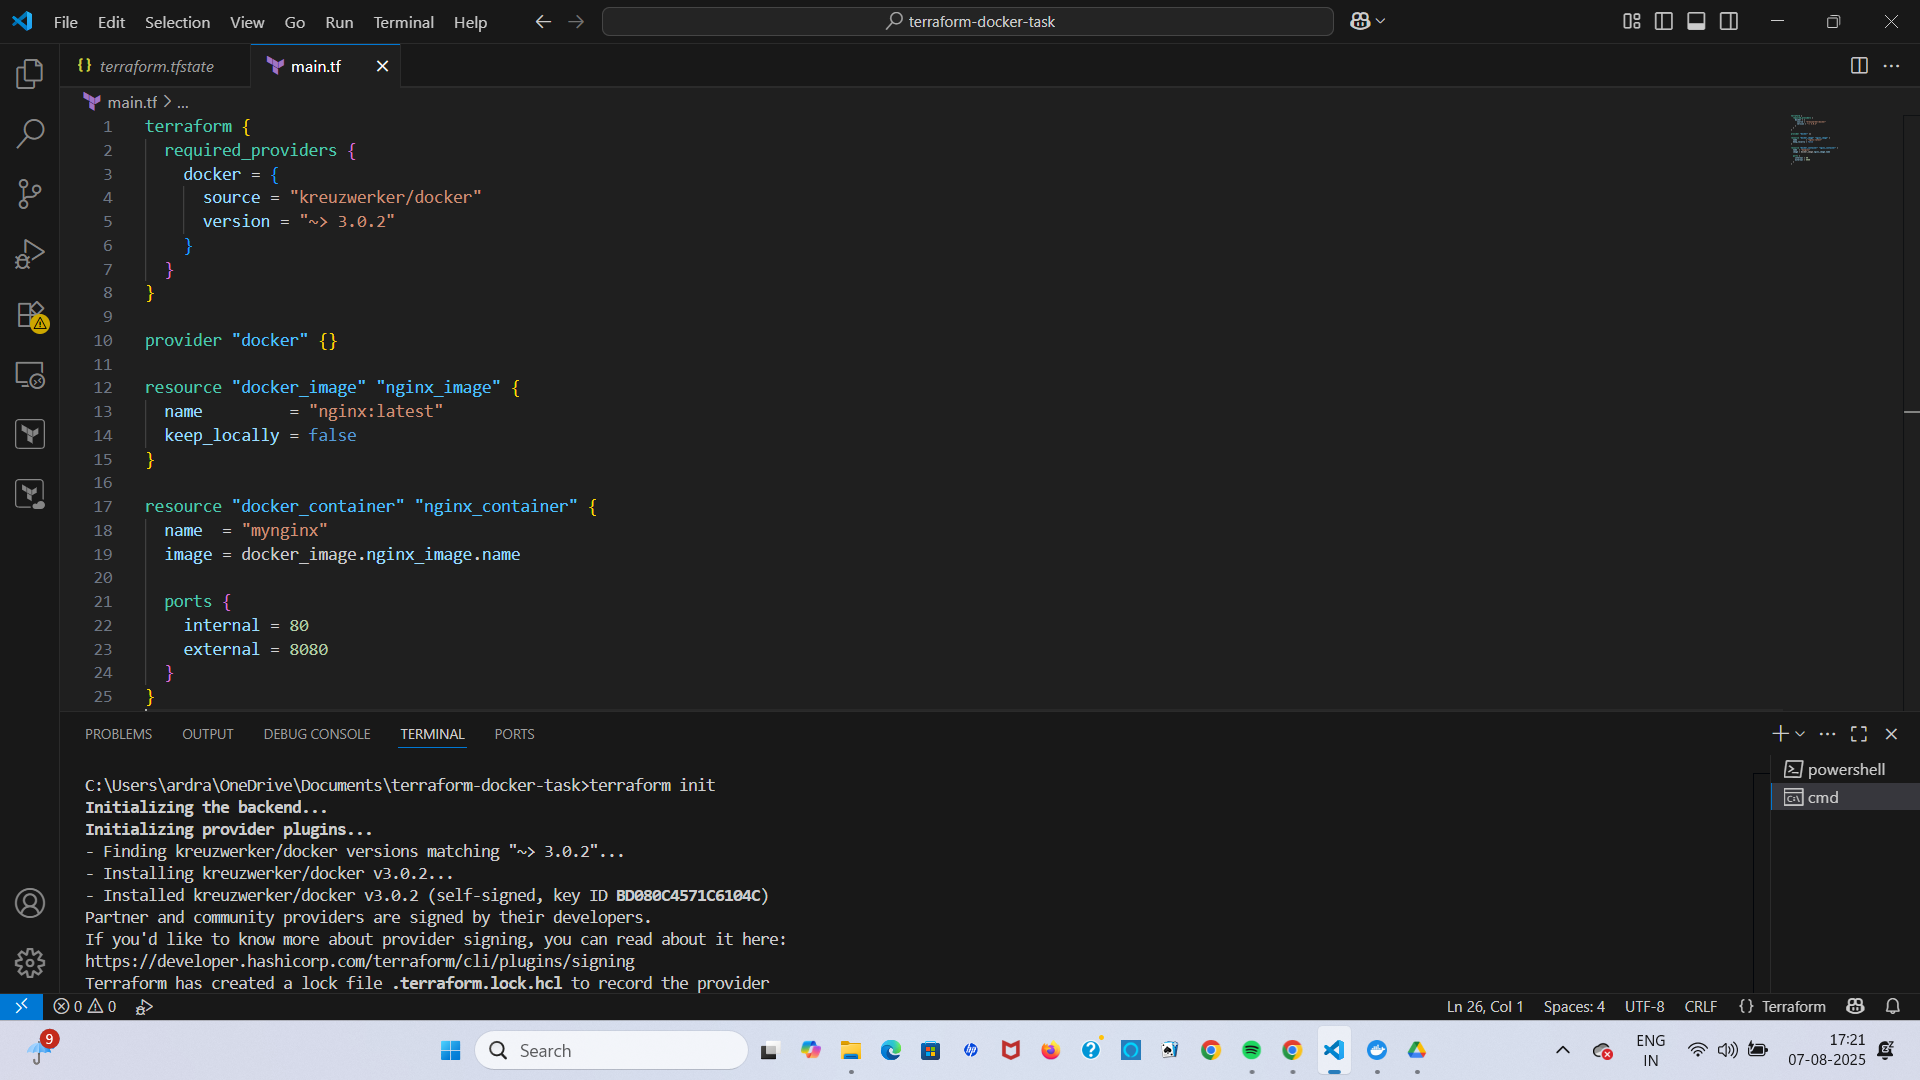 File Edit Selection View Go Run Terminal Help
terraform-docker-task
{} terraform.tfstate
main.tf
main.tf > ...
1 terraform {
2 required_providers {
3 docker = {
4 source = "kreuzwerker/docker"
5 version = "~> 3.0.2"
6 }
7 }
8 }
9
10 provider "docker" {}
11
12 resource "docker_image" "nginx_image" {
13 name = "nginx:latest"
14 keep_locally = false
15 }
16
17 resource "docker_container" "nginx_container" {
18 name = "mynginx"
19 image = docker_image.nginx_image.name
20
21 ports {
22 internal = 80
23 external = 8080
24 }
25 }
PROBLEMS OUTPUT DEBUG CONSOLE TERMINAL PORTS
powershell
cmd
C:\Users\ardra\OneDrive\Documents\terraform-docker-task>terraform init
Initializing the backend...
Initializing provider plugins...
- Finding kreuzwerker/docker versions matching "~> 3.0.2"...
- Installing kreuzwerker/docker v3.0.2...
- Installed kreuzwerker/docker v3.0.2 (self-signed, key ID BD080C4571C6104C)
Partner and community providers are signed by their developers.
If you'd like to know more about provider signing, you can read about it here:
https://developer.hashicorp.com/terraform/cli/plugins/signing
Terraform has created a lock file .terraform.lock.hcl to record the provider
0 0
Ln 26, Col 1 Spaces: 4 UTF-8 CRLF {} Terraform
9
Search
ENG
IN
17:21
07-08-2025